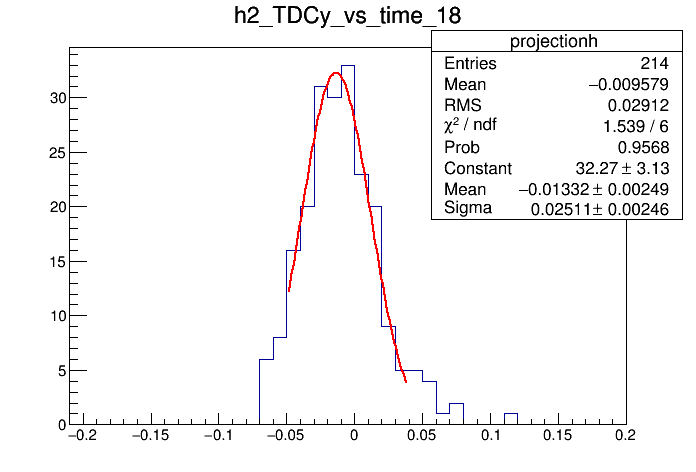 h2_TDCy_vs_time_18
projectionh
Entries 214
Mean −0.009579
RMS 0.02912
χ² / ndf 1.539 / 6
Prob 0.9568
Constant 32.27 ± 3.13
Mean −0.01332 ± 0.00249
Sigma 0.02511 ± 0.00246
30
25
20
15
10
5
0
−0.2 −0.15 −0.1 −0.05 0 0.05 0.1 0.15 0.2